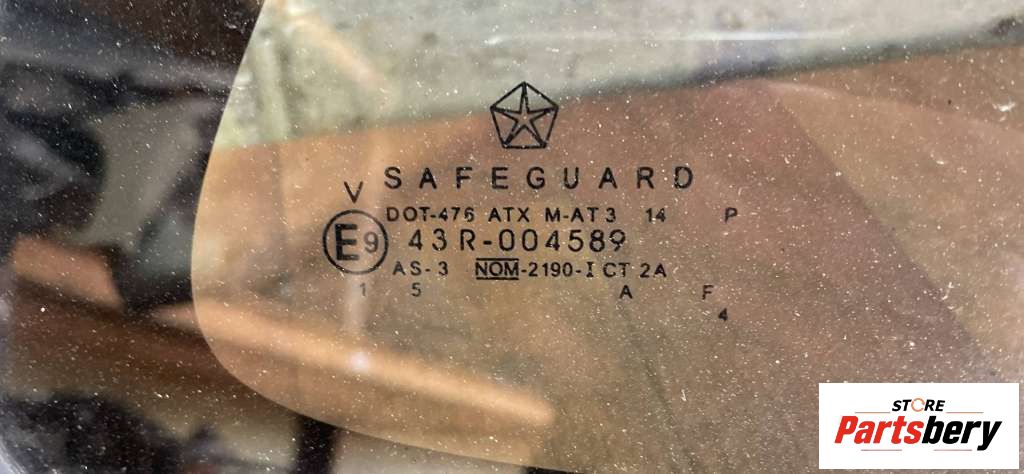 SAFEGUARD
V
DOT-476 ATX M-AT3 14 P
E9 43R-004589
AS-3 NOM-2190-I CT 2A
1 5 A F
4
STORE
Partsbery